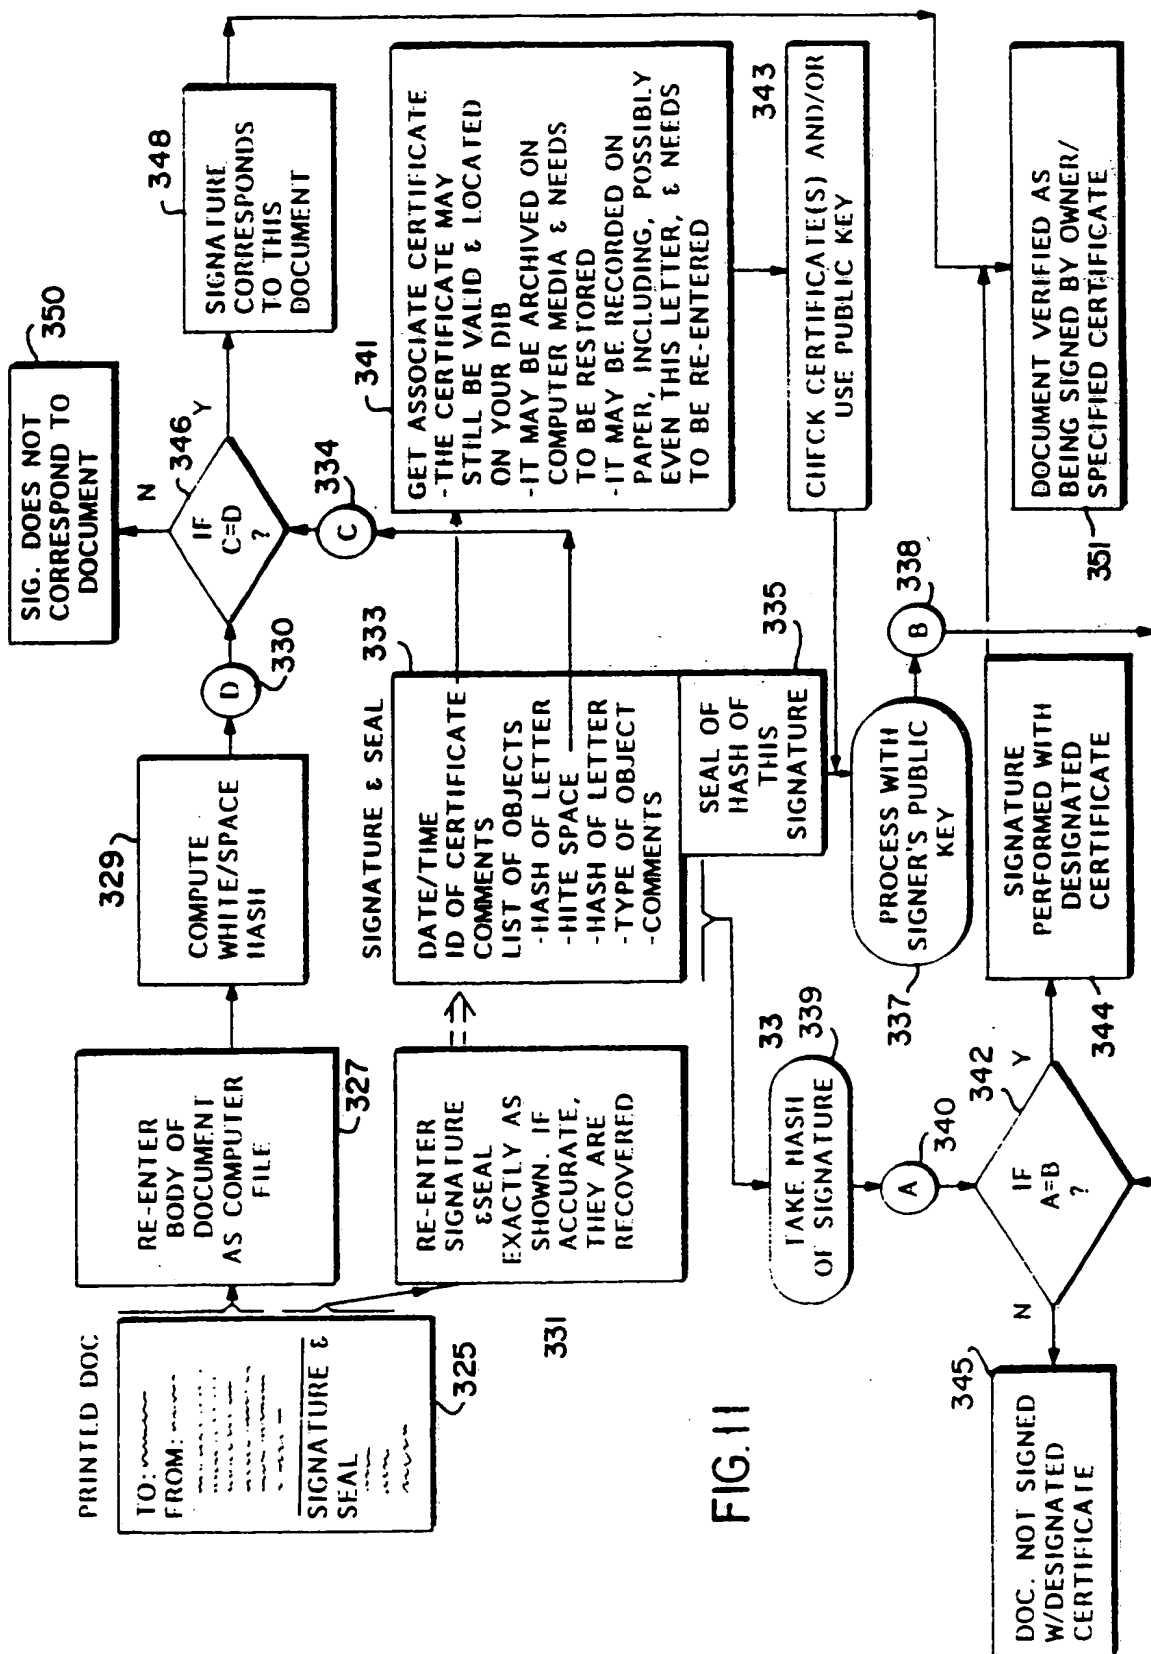 PRINTED DOC
TO:
FROM:
SIGNATURE &
SEAL
325
RE-ENTER
BODY OF
DOCUMENT
AS COMPUTER
FILE
327
COMPUTE
WHITE/SPACE
HASH
329
D
330
IF
C=D
?
346
Y
N
SIG. DOES NOT
CORRESPOND TO
DOCUMENT
350
SIGNATURE
CORRESPONDS
TO THIS
DOCUMENT
348
C
334
RE-ENTER
SIGNATURE
&SEAL
EXACTLY AS
SHOWN. IF
ACCURATE,
THEY ARE
RECOVERED
331
SIGNATURE & SEAL
333
DATE/TIME
ID OF CERTIFICATE
COMMENTS
LIST OF OBJECTS
-HASH OF LETTER
-HITE SPACE
-HASH OF LETTER
-TYPE OF OBJECT
-COMMENTS
SEAL OF
HASH OF
THIS
SIGNATURE
335
341
GET ASSOCIATE CERTIFICATE
-THE CERTIFICATE MAY
STILL BE VALID & LOCATED
ON YOUR DIB
-IT MAY BE ARCHIVED ON
COMPUTER MEDIA & NEEDS
TO BE RESTORED
-IT MAY BE RECORDED ON
PAPER, INCLUDING, POSSIBLY
EVEN THIS LETTER, & NEEDS
TO BE RE-ENTERED
343
CHECK CERTIFICATE(S) AND/OR
USE PUBLIC KEY
33
339
TAKE HASH
OF SIGNATURE
PROCESS WITH
SIGNER'S PUBLIC
KEY
337
B
338
A
340
IF
A=B
?
342
Y
N
345
DOC. NOT SIGNED
W/DESIGNATED
CERTIFICATE
SIGNATURE
PERFORMED WITH
DESIGNATED
CERTIFICATE
344
DOCUMENT VERIFIED AS
BEING SIGNED BY OWNER/
SPECIFIED CERTIFICATE
351
FIG.11